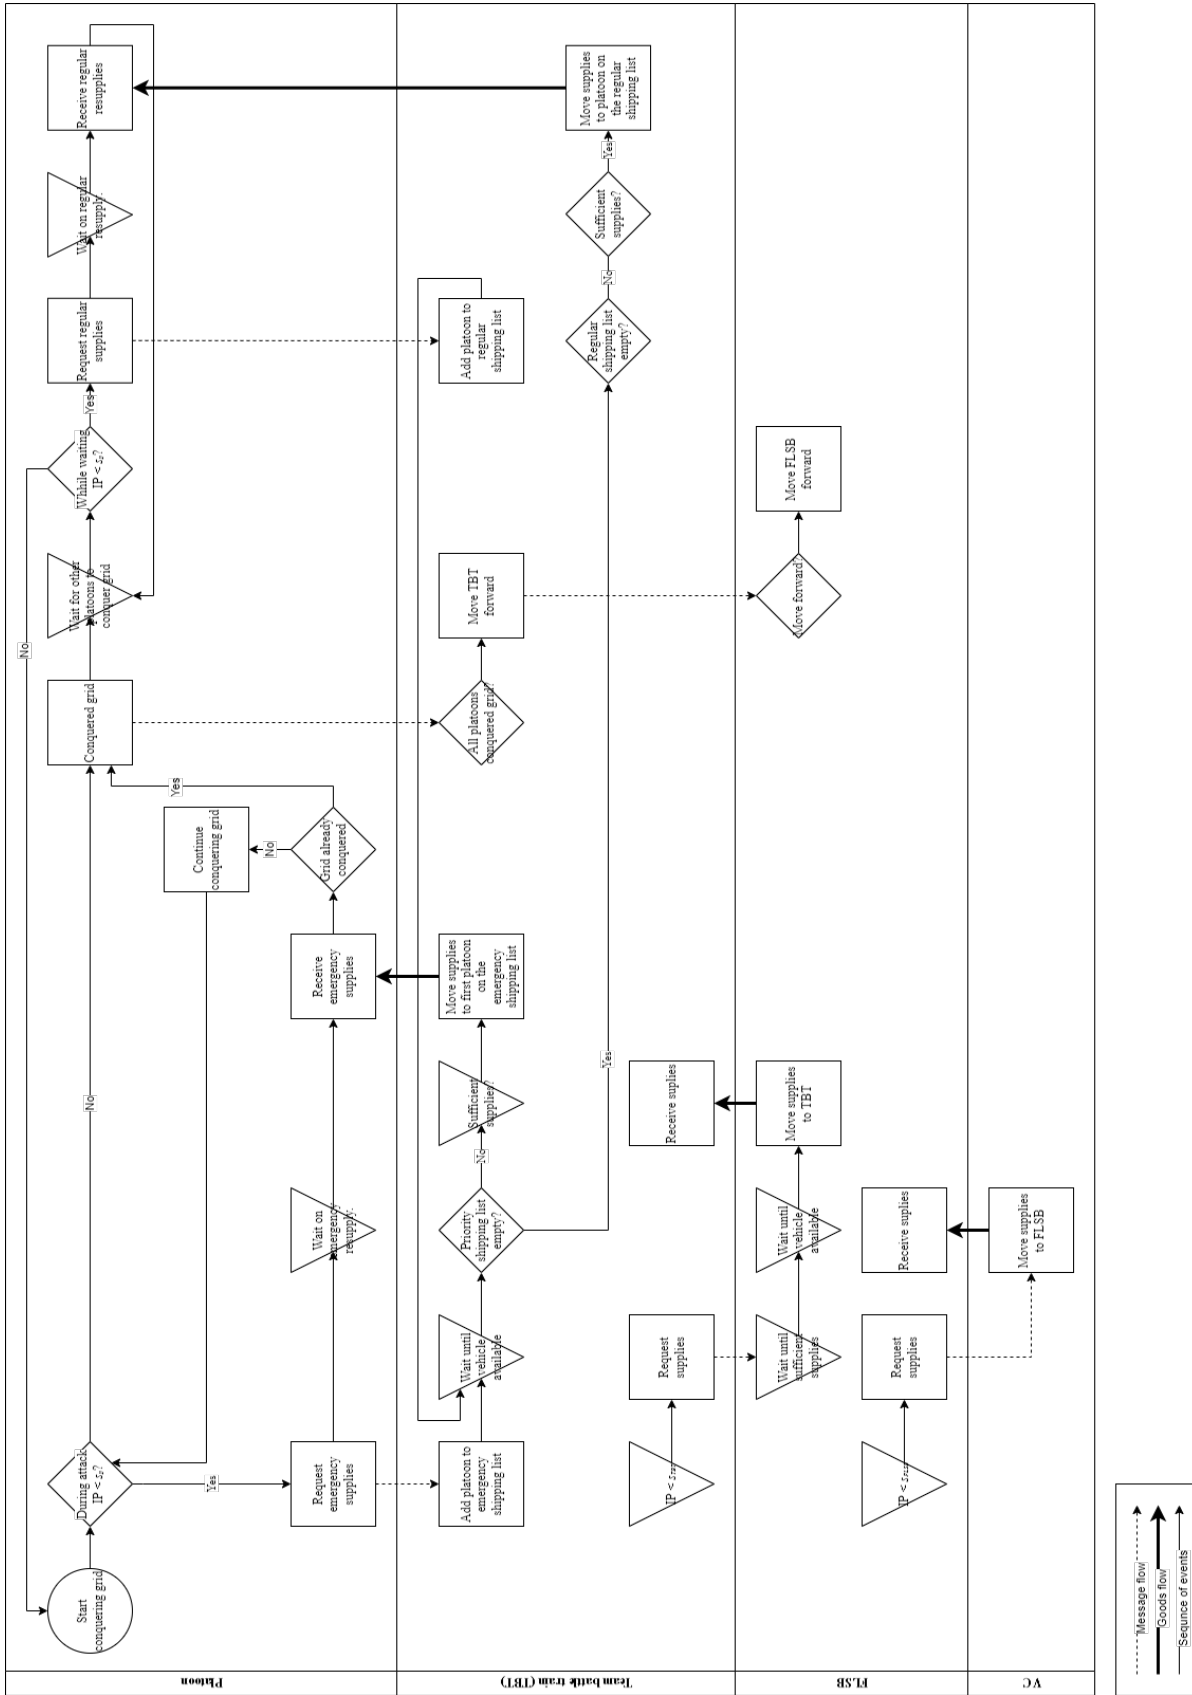 Platoon
Start
conquering grid
During attack
IP < sₚ?
No
Yes
No
Conquered grid
Wait for other
platoons to
conquer grid
Whhile waiting
IP < sₚ?
Yes
Request regular
supplies
Wait on regular
resupply.
Receive regular
resupplies
Continue
conquering grid
No
Yes
Request
emergency
supplies
Wait on
emergency
resupply.
Receive
emergency
supplies
Grid already
conquered
Team battle train (TBT)
Add platoon to
emergency
shipping list
Wait until
vehicle
available
Priority
shipping list
empty?
No
Sufficient
supplies?
Move supplies
to first platoon
on the
emergency
shipping list
All platoons
conquered grid?
Move TBT
forward
Add platoon to
regular
shipping list
Yes
Regular
shipping list
empty?
No
Sufficient
supplies?
Yes
Move supplies
to platoon on
the regular
shipping list
IP <
Request
supplies
Receive suplies
FLSB
Wait until
sufficient
supplies
Wait until
vehicle
available
Move supplies
to TBT
Move forward?
Move FLSB
forward
IP <
Request
supplies
Receive suplies
VC
Move supplies
to FLSB
Message flow
Goods flow
Sequnce of events